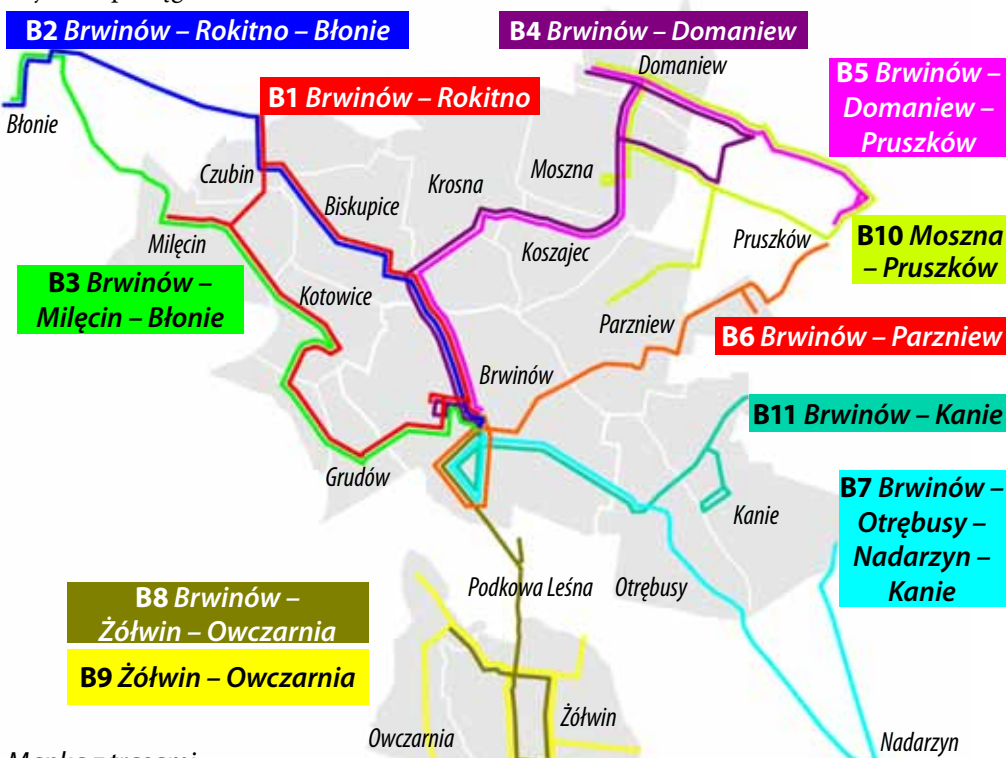 B2 Brwinów – Rokitno – Błonie
B4 Brwinów – Domaniew
Domaniew
B5 Brwinów –
Domaniew –
Pruszków
B1 Brwinów – Rokitno
Błonie
Czubin
Moszna
Krosna
Biskupice
Milęcin
Koszajec
Pruszków
B10 Moszna
– Pruszków
B3 Brwinów –
Milęcin – Błonie
Kotowice
Parzniew
B6 Brwinów – Parzniew
Brwinów
B11 Brwinów – Kanie
Grudów
Kanie
B7 Brwinów –
Otrębusy –
Nadarzyn –
Kanie
Podkowa Leśna
Otrębusy
B8 Brwinów –
Żółwin – Owczarnia
B9 Żółwin – Owczarnia
Żółwin
Owczarnia
Nadarzyn